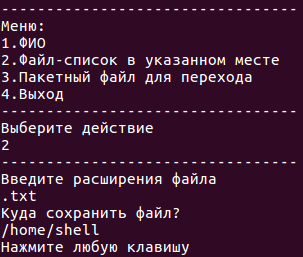 ---------------------------------
Меню:
1.ФИО
2.Файл-список в указанном месте
3.Пакетный файл для перехода
4.Выход
---------------------------------
Выберите действие
2
---------------------------------
Введите расширения файла
.txt
Куда сохранить файл?
/home/shell
Нажмите любую клавишу